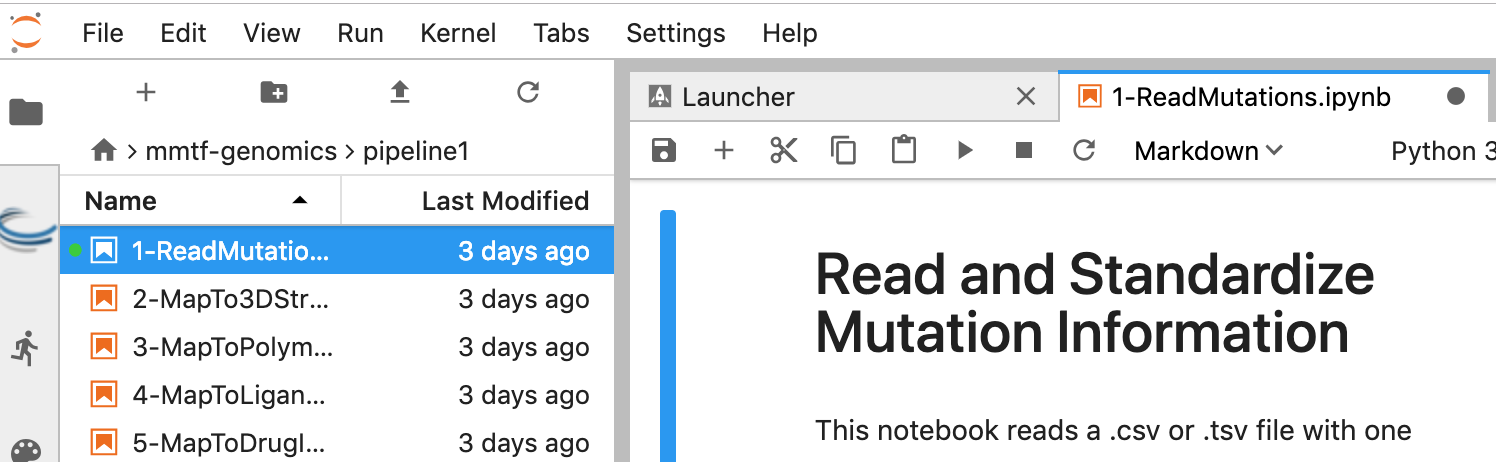 File Edit View Run Kernel Tabs Settings Help
Launcher
1-ReadMutations.ipynb
mmtf-genomics > pipeline1
Markdown
Python 3
Name Last Modified
1-ReadMutatio... 3 days ago
2-MapTo3DStr... 3 days ago
3-MapToPolym... 3 days ago
4-MapToLigan... 3 days ago
5-MapToDrugI... 3 days ago
Read and Standardize
Mutation Information
This notebook reads a .csv or .tsv file with one